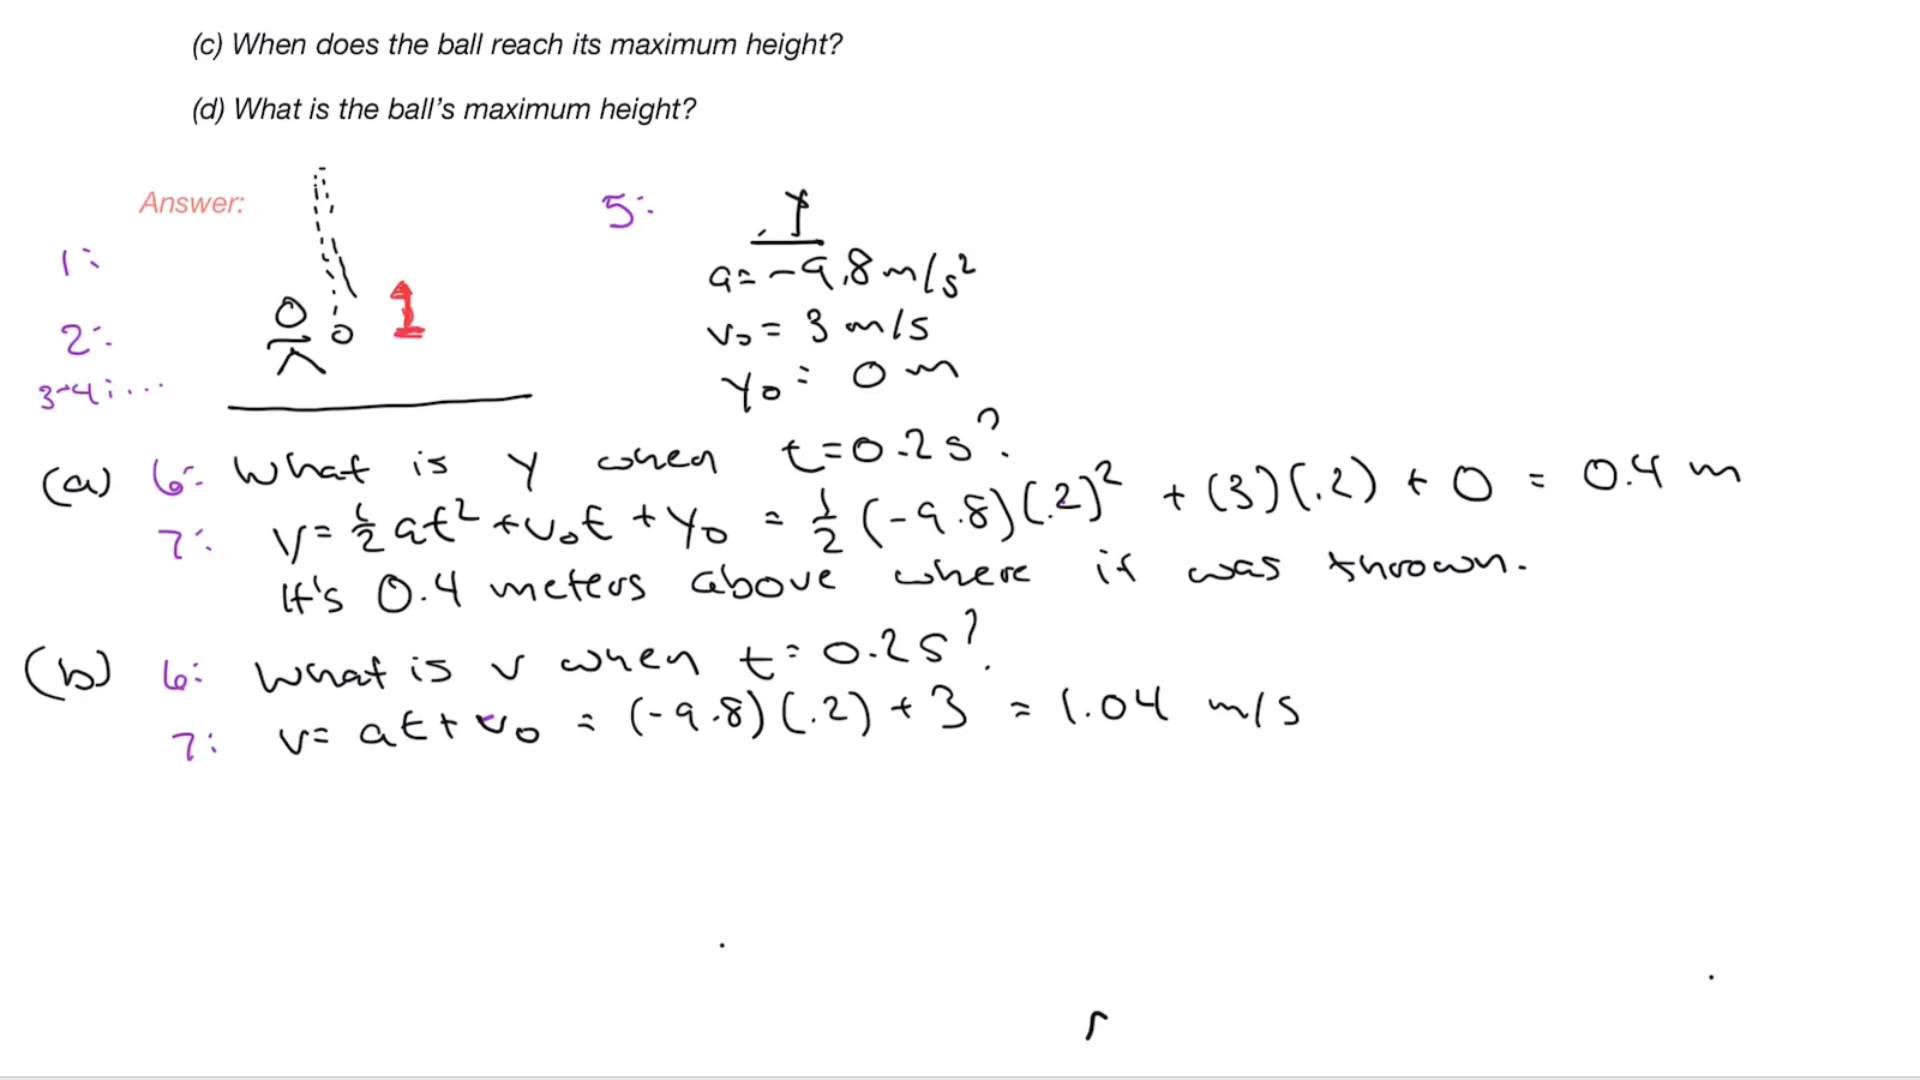 (c) When does the ball reach its maximum height?
(d) What is the ball's maximum height?
Answer:
1:
2:
3-4: ...
1
5:
y
a = -9.8 m/s²
v₀ = 3 m/s
y₀ = 0 m
(a) 6: What is y when t=0.2s?
7: y = ½at² + v₀t + y₀ = ½(-9.8)(.2)² + (3)(.2) + 0 = 0.4 m
It's 0.4 meters above where it was thrown.
(b) 6: What is v when t=0.2s?
7: v = at + v₀ = (-9.8)(.2) + 3 = 1.04 m/s